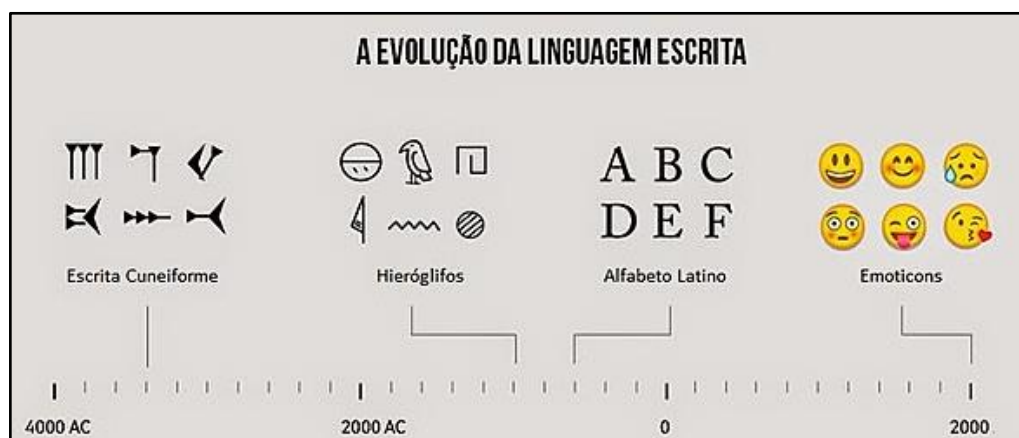 A EVOLUÇÃO DA LINGUAGEM ESCRITA
A B C
D E F
Escrita Cuneiforme Hieróglifos Alfabeto Latino Emoticons
4000 AC 2000 AC 0 2000